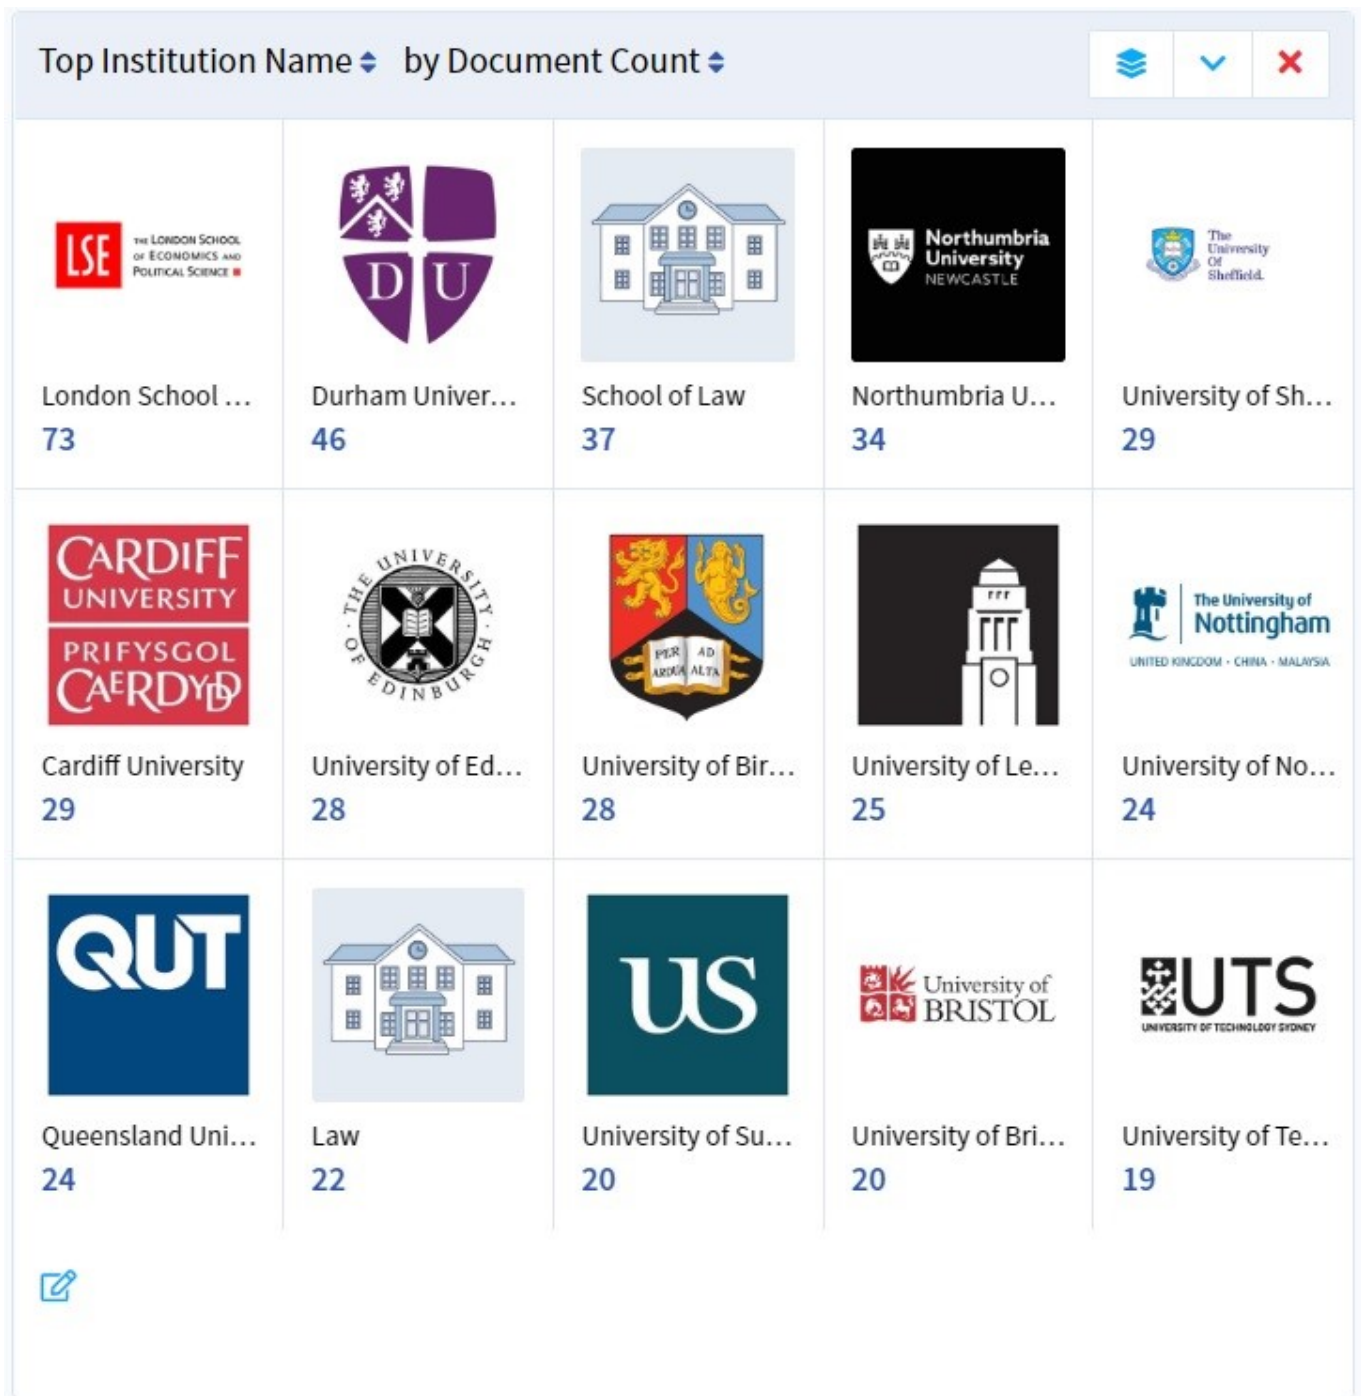 Top Institution Name by Document Count
LSE
THE LONDON SCHOOL
OF ECONOMICS AND
POLITICAL SCIENCE
London School ...
73
D U
Durham Univer...
46
School of Law
37
Northumbria
University
NEWCASTLE
Northumbria U...
34
The
University
Of
Sheffield.
University of Sh...
29
CARDIFF
UNIVERSITY
PRIFYSGOL
CAERDYDD
Cardiff University
29
THE UNIVERSITY OF EDINBURGH
University of Ed...
28
PER AD
ARDUA ALTA
University of Bir...
28
University of Le...
25
The University of
Nottingham
UNITED KINGDOM · CHINA · MALAYSIA
University of No...
24
QUT
Queensland Uni...
24
Law
22
US
University of Su...
20
University of
BRISTOL
University of Bri...
20
UTS
UNIVERSITY OF TECHNOLOGY SYDNEY
University of Te...
19